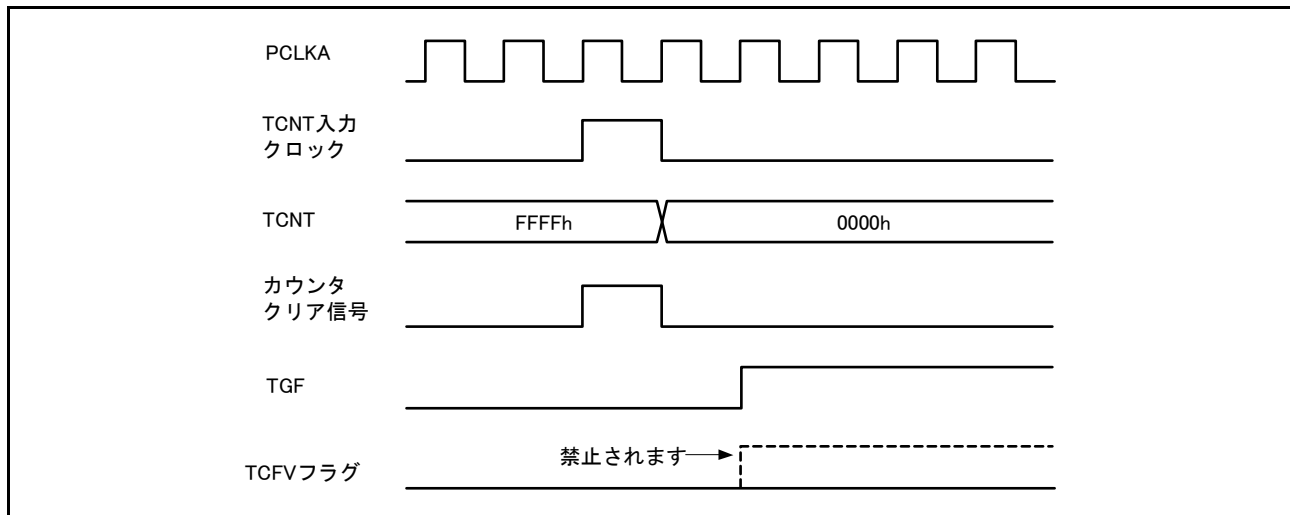 PCLKA
TCNT入力
クロック
TCNT
FFFFh
0000h
カウンタ
クリア信号
TGF
禁止されます
TCFVフラグ